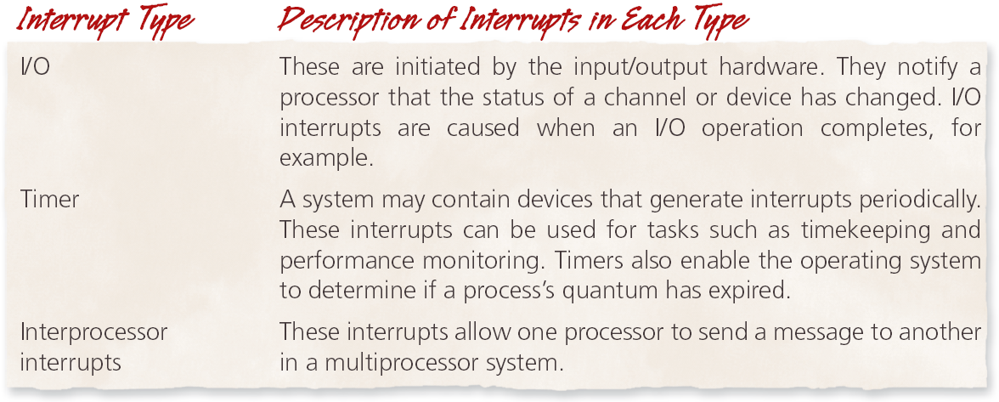 Interrupt Type Description of Interrupts in Each Type
I/O These are initiated by the input/output hardware. They notify a
processor that the status of a channel or device has changed. I/O
interrupts are caused when an I/O operation completes, for
example.
Timer A system may contain devices that generate interrupts periodically.
These interrupts can be used for tasks such as timekeeping and
performance monitoring. Timers also enable the operating system
to determine if a process’s quantum has expired.
Interprocessor These interrupts allow one processor to send a message to another
interrupts in a multiprocessor system.